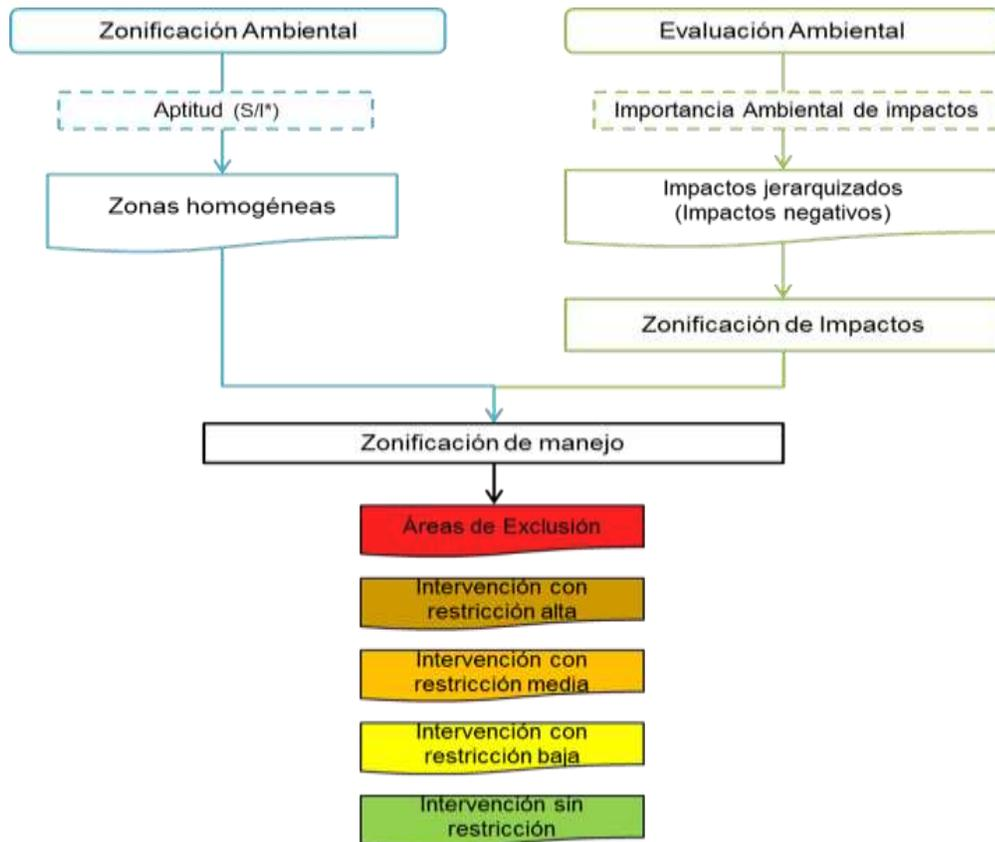 Zonificación Ambiental
Evaluación Ambiental
Aptitud (S/I*)
Importancia Ambiental de impactos
Zonas homogéneas
Impactos jerarquizados
(Impactos negativos)
Zonificación de Impactos
Zonificación de manejo
Áreas de Exclusión
Intervención con
restricción alta
Intervención con
restricción media
Intervención con
restricción baja
Intervención sin
restricción